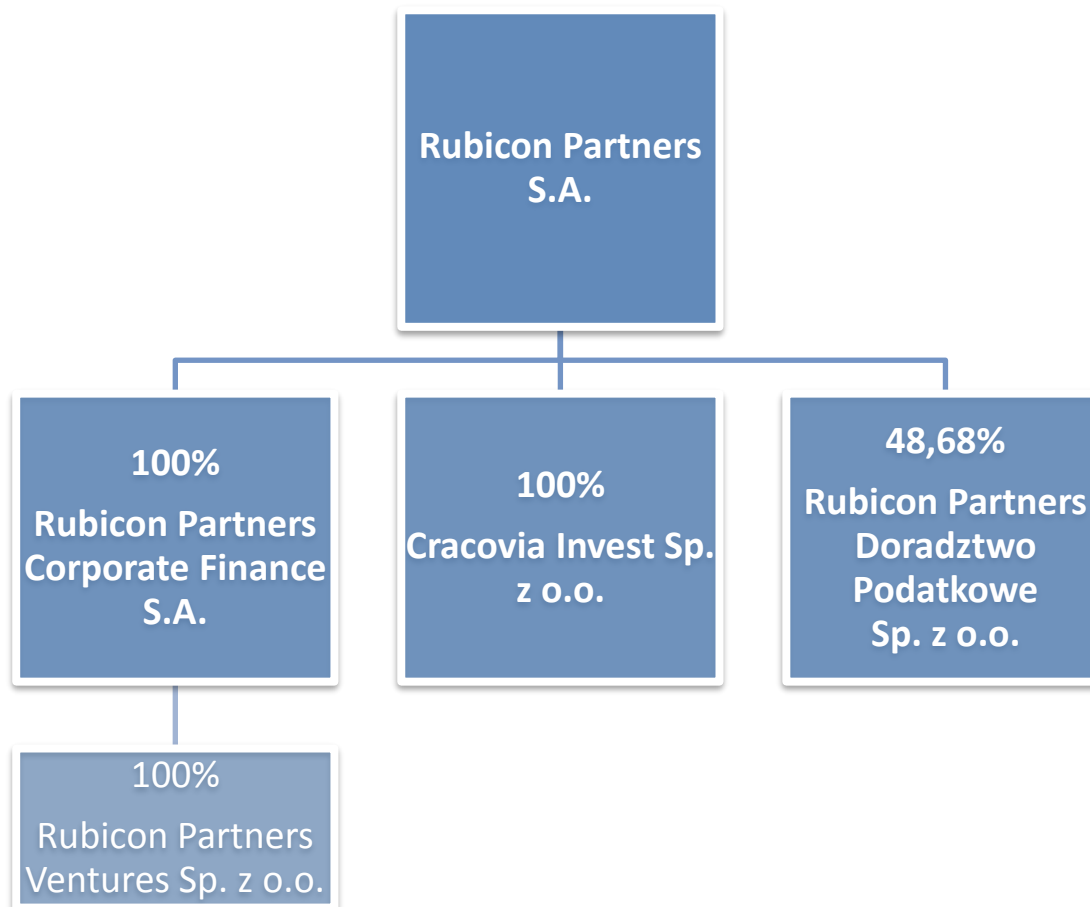 Rubicon Partners
S.A.
100%
Rubicon Partners
Corporate Finance
S.A.
100%
Cracovia Invest Sp.
z o.o.
48,68%
Rubicon Partners
Doradztwo
Podatkowe
Sp. z o.o.
100%
Rubicon Partners
Ventures Sp. z o.o.